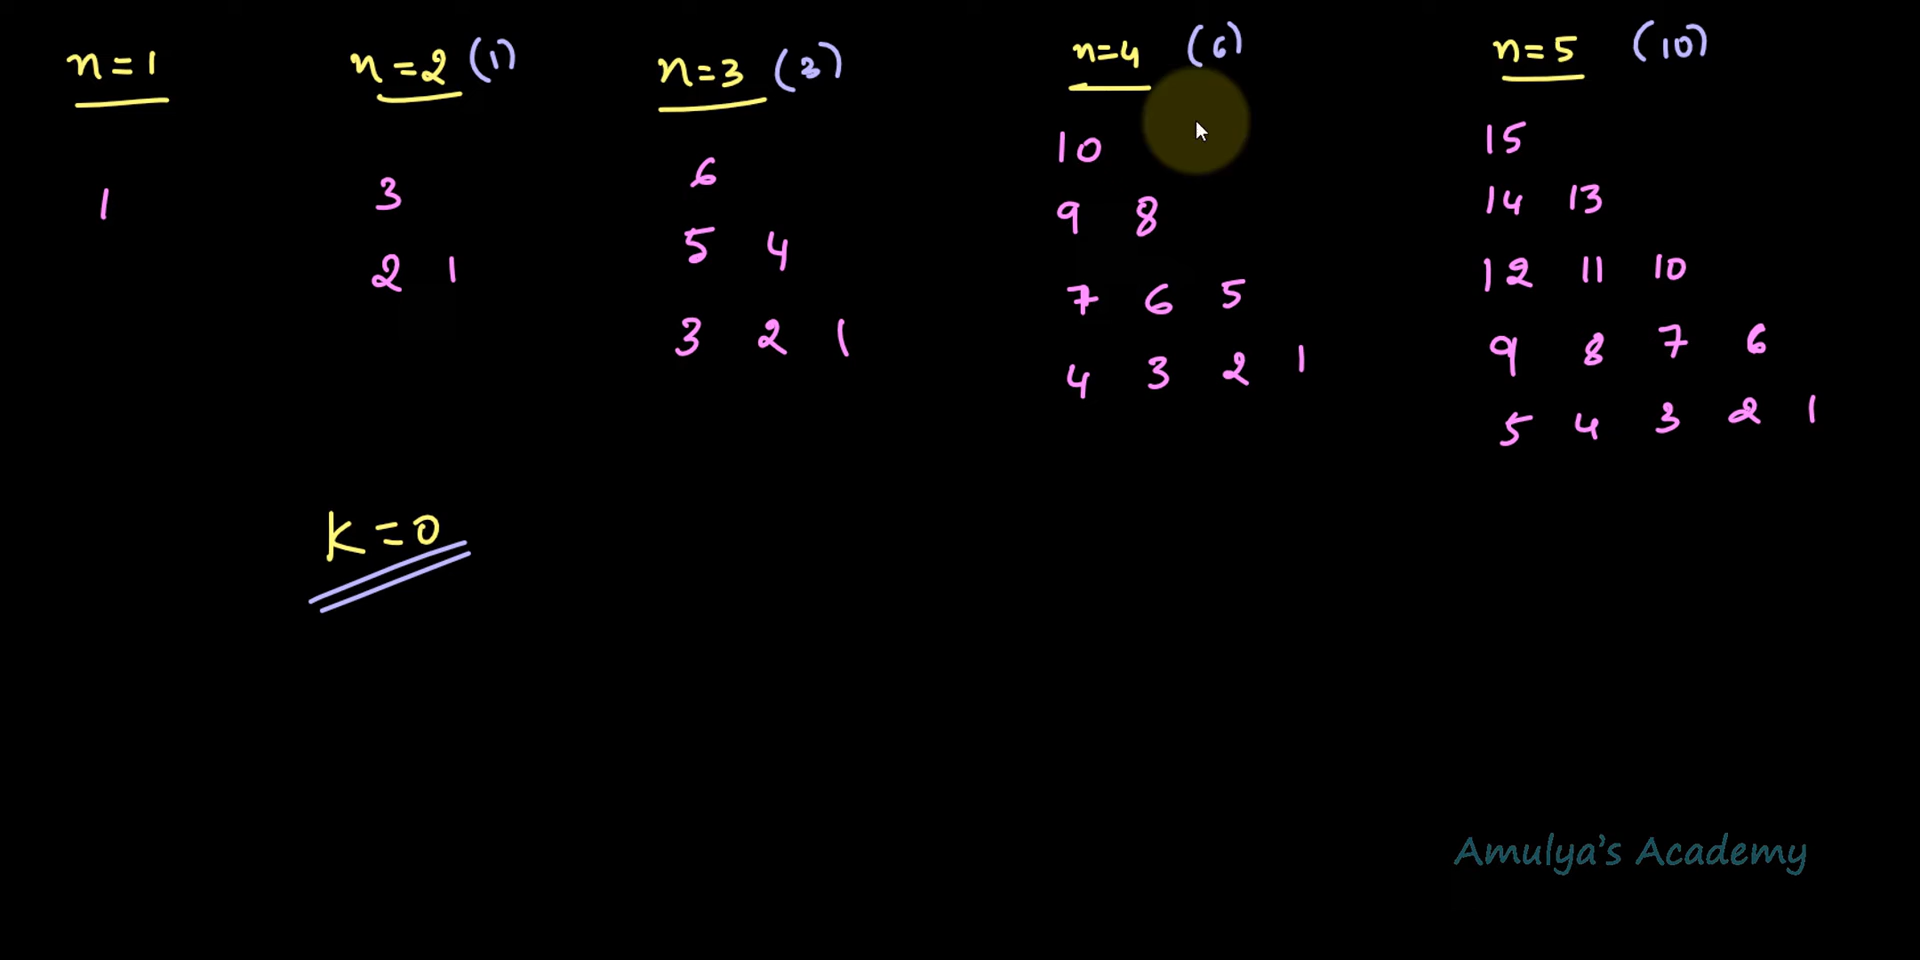 n=1
1
n=2 (1)
3
2 1
n=3 (3)
6
5 4
3 2 1
n=4 (6)
10
9 8
7 6 5
4 3 2 1
n=5 (10)
15
14 13
12 11 10
9 8 7 6
5 4 3 2 1
K=0
Amulya's Academy